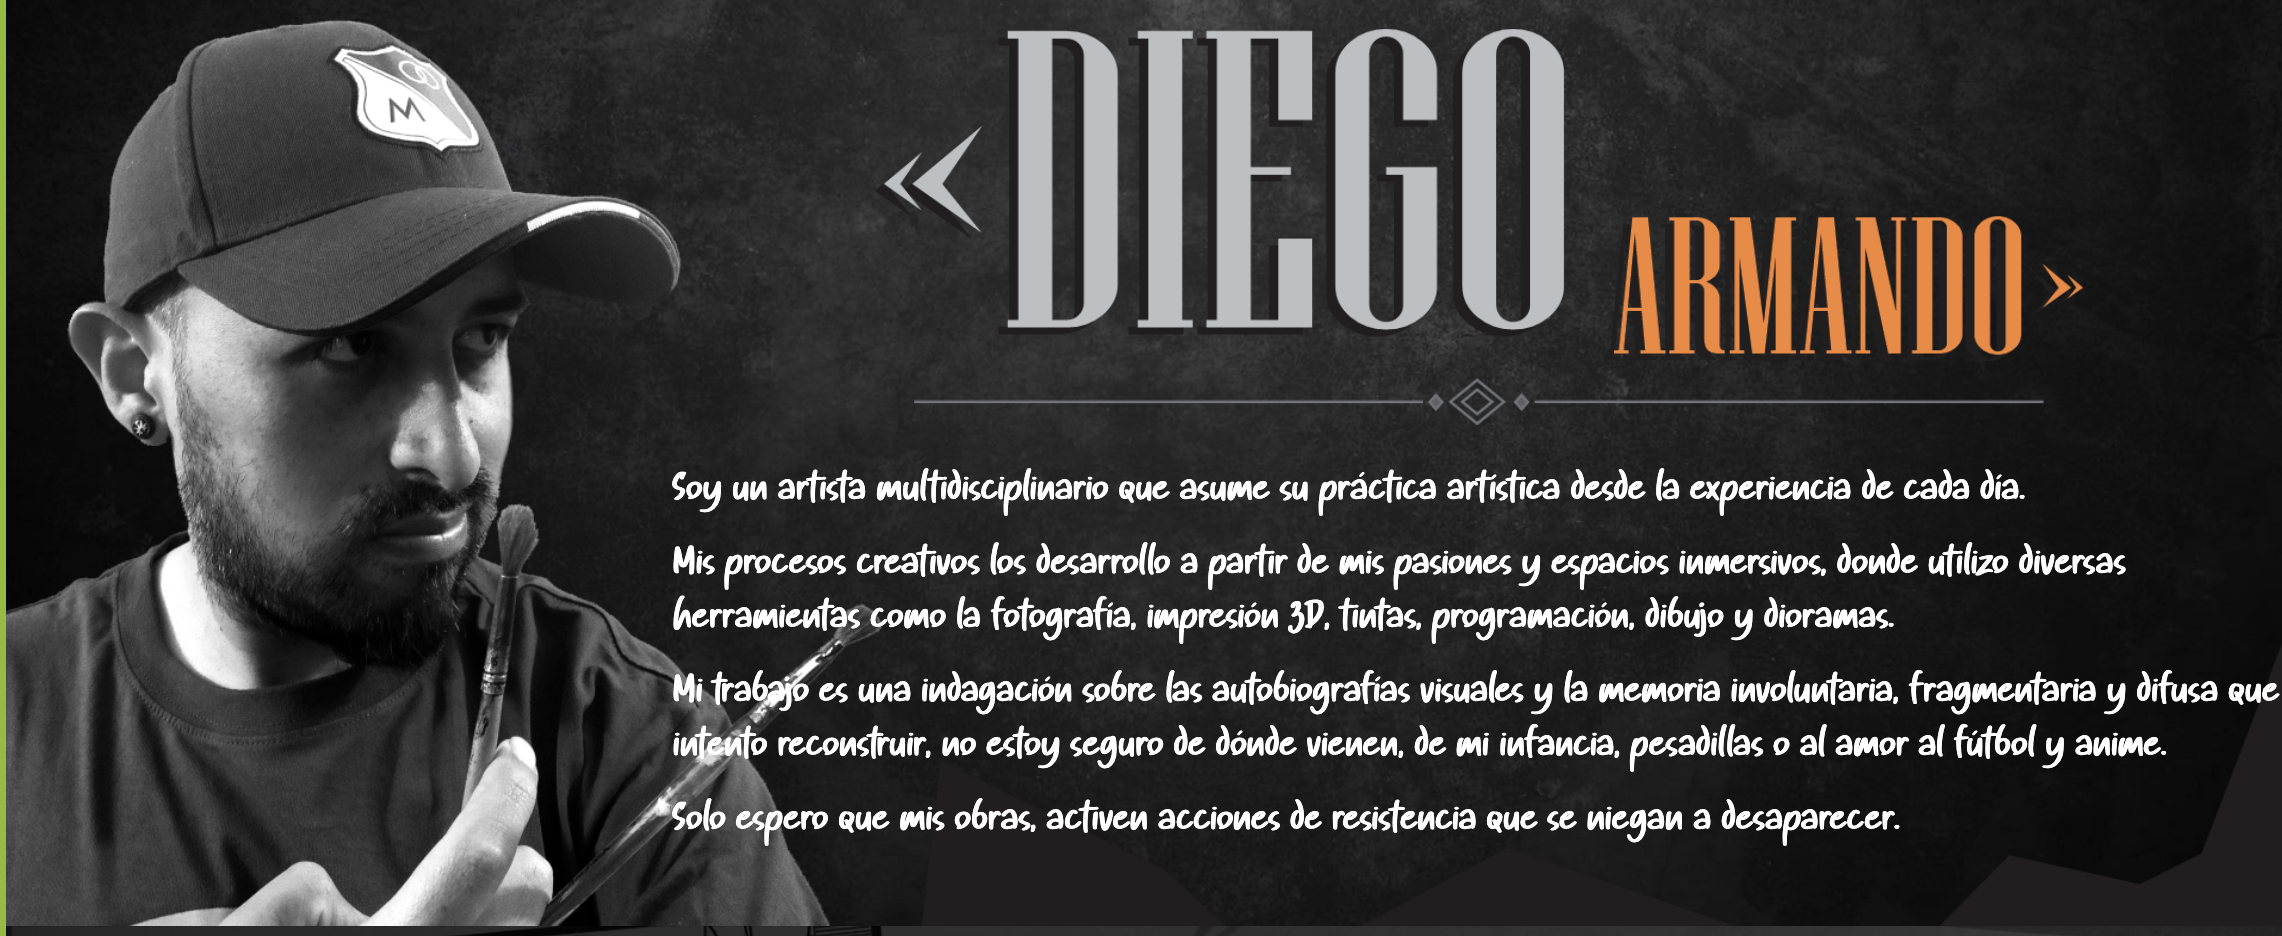 M
« DIEGO
ARMANDO »
Soy un artista multidisciplinario que asume su práctica artística desde la experiencia de cada día.
Mis procesos creativos los desarrollo a partir de mis pasiones y espacios inmersivos, donde utilizo diversas
herramientas como la fotografía, impresión 3D, tintas, programación, dibujo y dioramas.
Mi trabajo es una indagación sobre las autobiografías visuales y la memoria involuntaria, fragmentaria y difusa que
intento reconstruir, no estoy seguro de dónde vienen, de mi infancia, pesadillas o al amor al fútbol y anime.
Solo espero que mis obras, activen acciones de resistencia que se niegan a desaparecer.